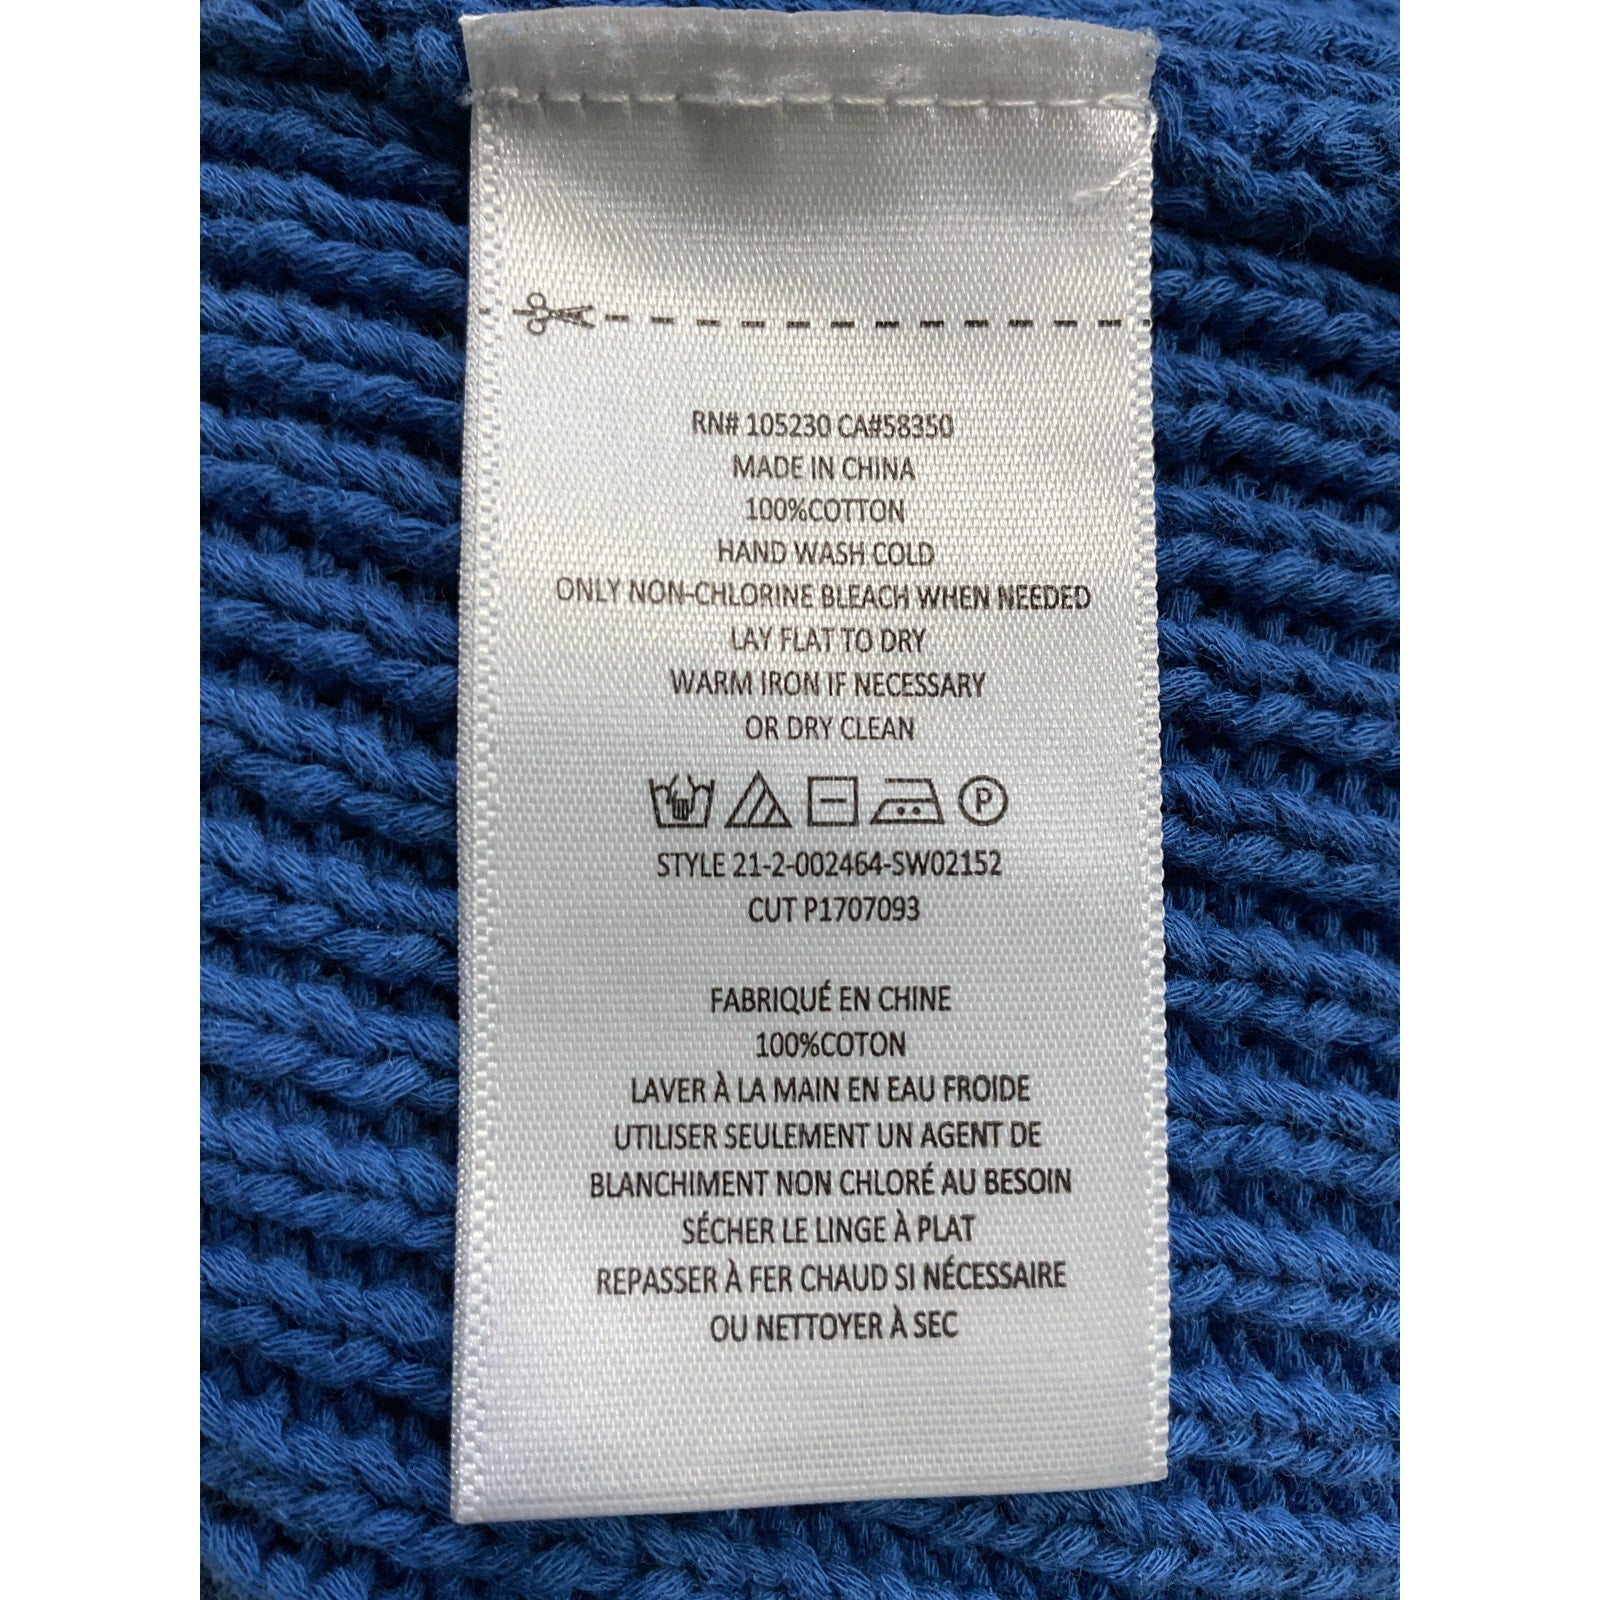 RN# 105230 CA#58350
MADE IN CHINA
100%COTTON
HAND WASH COLD
ONLY NON-CHLORINE BLEACH WHEN NEEDED
LAY FLAT TO DRY
WARM IRON IF NECESSARY
OR DRY CLEAN
P
STYLE 21-2-002464-SW02152
CUT P1707093
FABRIQUÉ EN CHINE
100%COTON
LAVER À LA MAIN EN EAU FROIDE
UTILISER SEULEMENT UN AGENT DE
BLANCHIMENT NON CHLORÉ AU BESOIN
SÉCHER LE LINGE À PLAT
REPASSER À FER CHAUD SI NÉCESSAIRE
OU NETTOYER À SEC